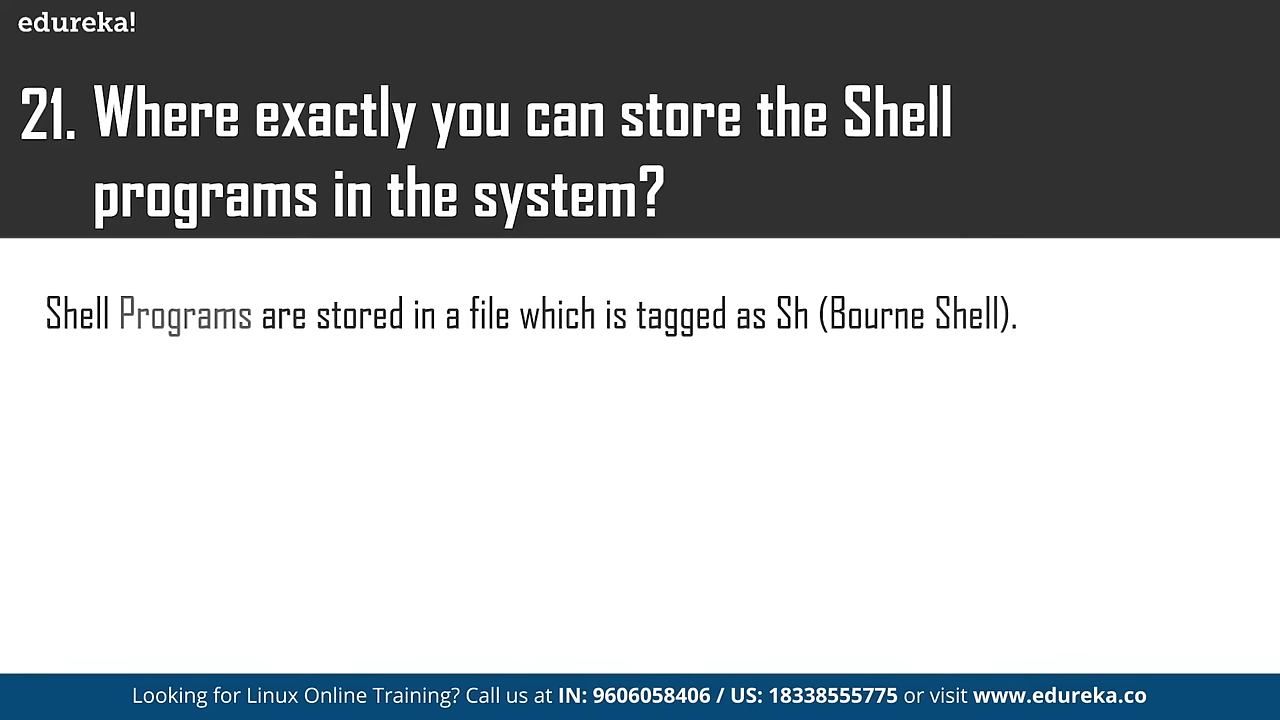 edureka!
21. Where exactly you can store the Shell
programs in the system?
Shell Programs are stored in a file which is tagged as Sh (Bourne Shell).
Looking for Linux Online Training? Call us at IN: 9606058406 / US: 18338555775 or visit www.edureka.co